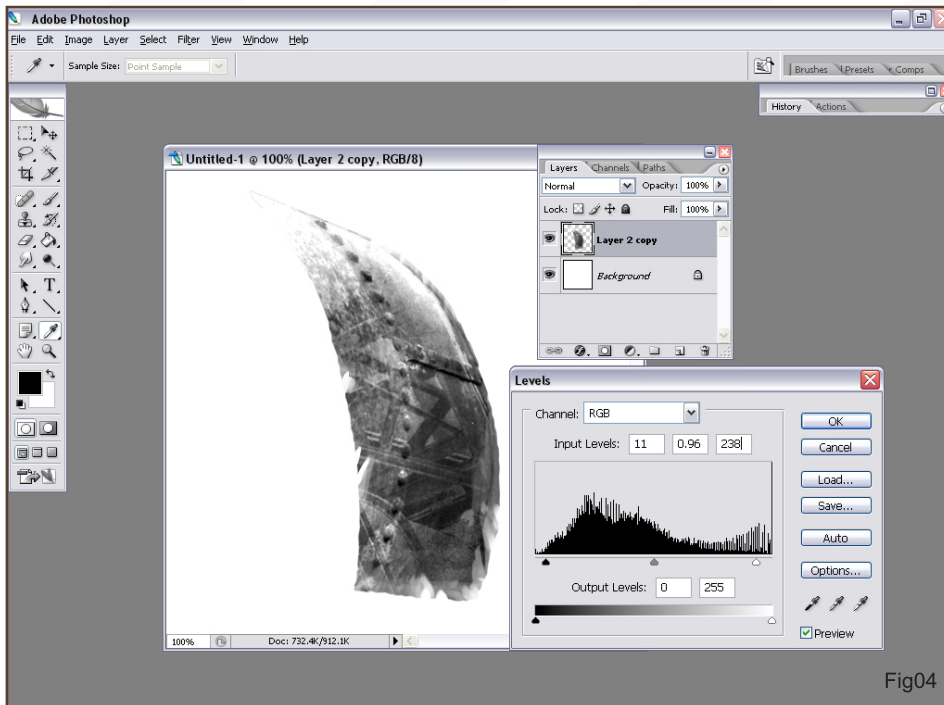 Adobe Photoshop
File Edit Image Layer Select Filter View Window Help
Sample Size: Point Sample
Brushes Presets Comps
History Actions
Untitled-1 @ 100% (Layer 2 copy, RGB/8)
Layers Channels Paths
Normal Opacity: 100%
Lock: Fill: 100%
Layer 2 copy
Background
Levels
Channel: RGB
Input Levels: 11 0.96 238
Output Levels: 0 255
OK
Cancel
Load...
Save...
Auto
Options...
Preview
100% Doc: 732.4K/912.1K
Fig04